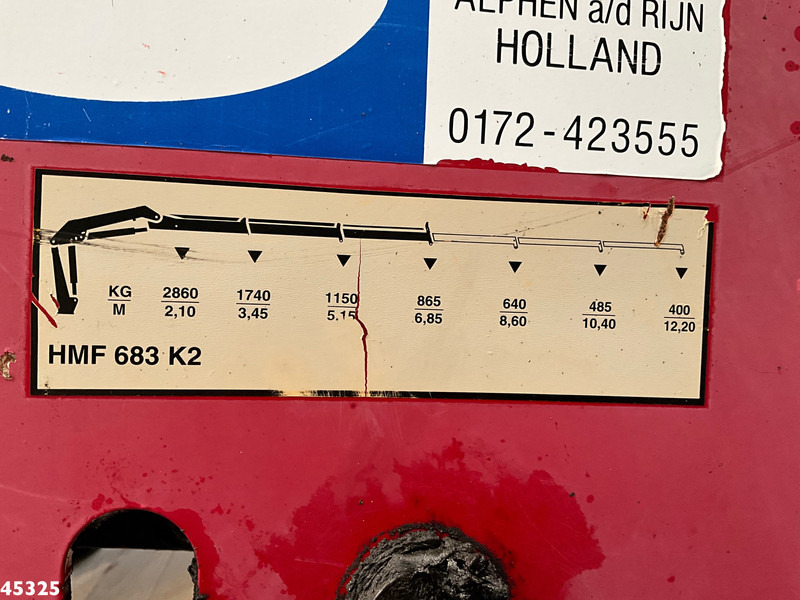 ALPHEN a/d RIJN
HOLLAND
0172-423555
KG 2860 1740 1150 865 640 485 400
M 2,10 3,45 5,15 6,85 8,60 10,40 12,20
HMF 683 K2
45325